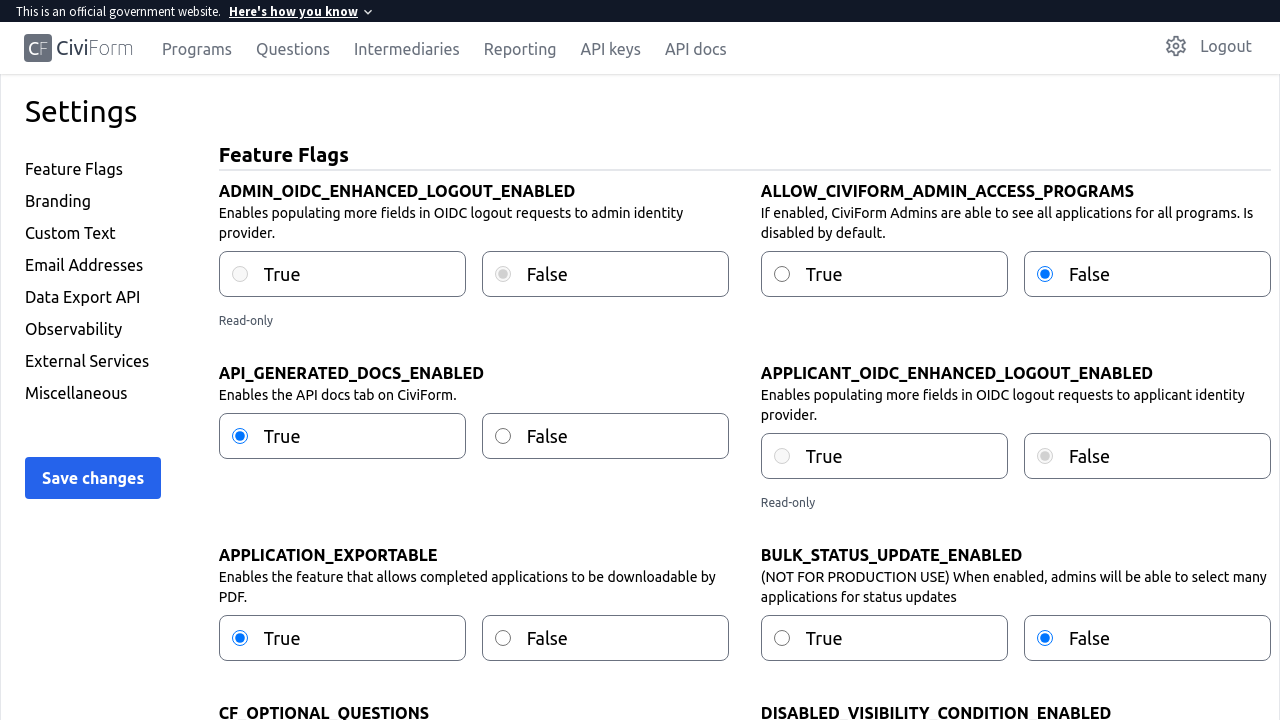 This is an official government website. Here's how you know
CF CiviForm Programs Questions Intermediaries Reporting API keys API docs Logout
Settings
Feature Flags
Branding
Custom Text
Email Addresses
Data Export API
Observability
External Services
Miscellaneous
Save changes
Feature Flags
ADMIN_OIDC_ENHANCED_LOGOUT_ENABLED
Enables populating more fields in OIDC logout requests to admin identity
provider.
True False
Read-only
ALLOW_CIVIFORM_ADMIN_ACCESS_PROGRAMS
If enabled, CiviForm Admins are able to see all applications for all programs. Is
disabled by default.
True False
API_GENERATED_DOCS_ENABLED
Enables the API docs tab on CiviForm.
True False
APPLICANT_OIDC_ENHANCED_LOGOUT_ENABLED
Enables populating more fields in OIDC logout requests to applicant identity
provider.
True False
Read-only
APPLICATION_EXPORTABLE
Enables the feature that allows completed applications to be downloadable by
PDF.
True False
BULK_STATUS_UPDATE_ENABLED
(NOT FOR PRODUCTION USE) When enabled, admins will be able to select many
applications for status updates
True False
CF_OPTIONAL_QUESTIONS
DISABLED_VISIBILITY_CONDITION_ENABLED